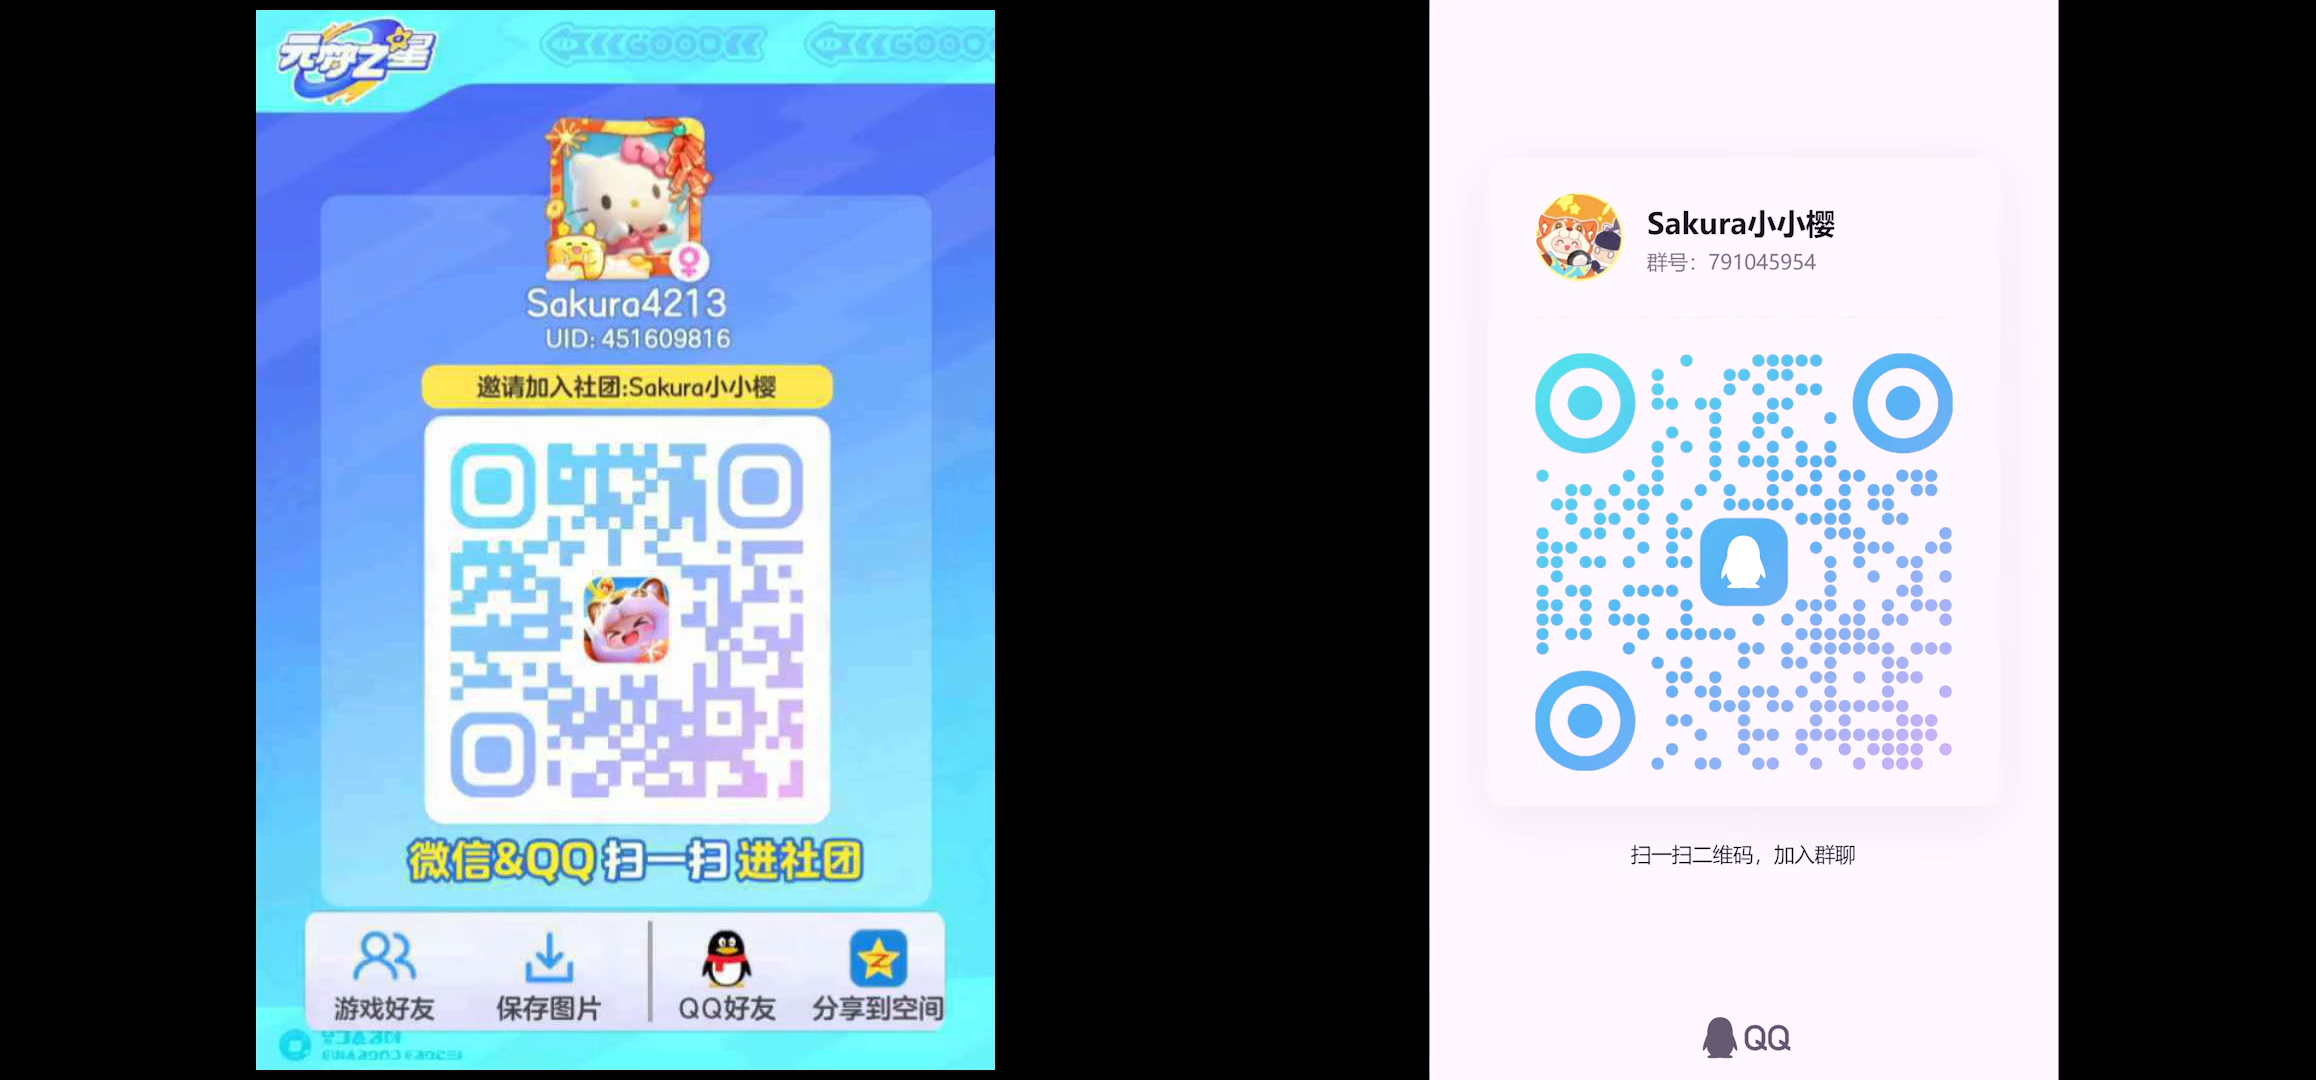 元梦之星
GOOO
GOOO
Sakura4213
UID: 451609816
邀请加入社团:Sakura小小樱
微信&QQ扫一扫进社团
游戏好友
保存图片
QQ好友
分享到空间
Sakura小小樱
群号：791045954
扫一扫二维码，加入群聊
QQ